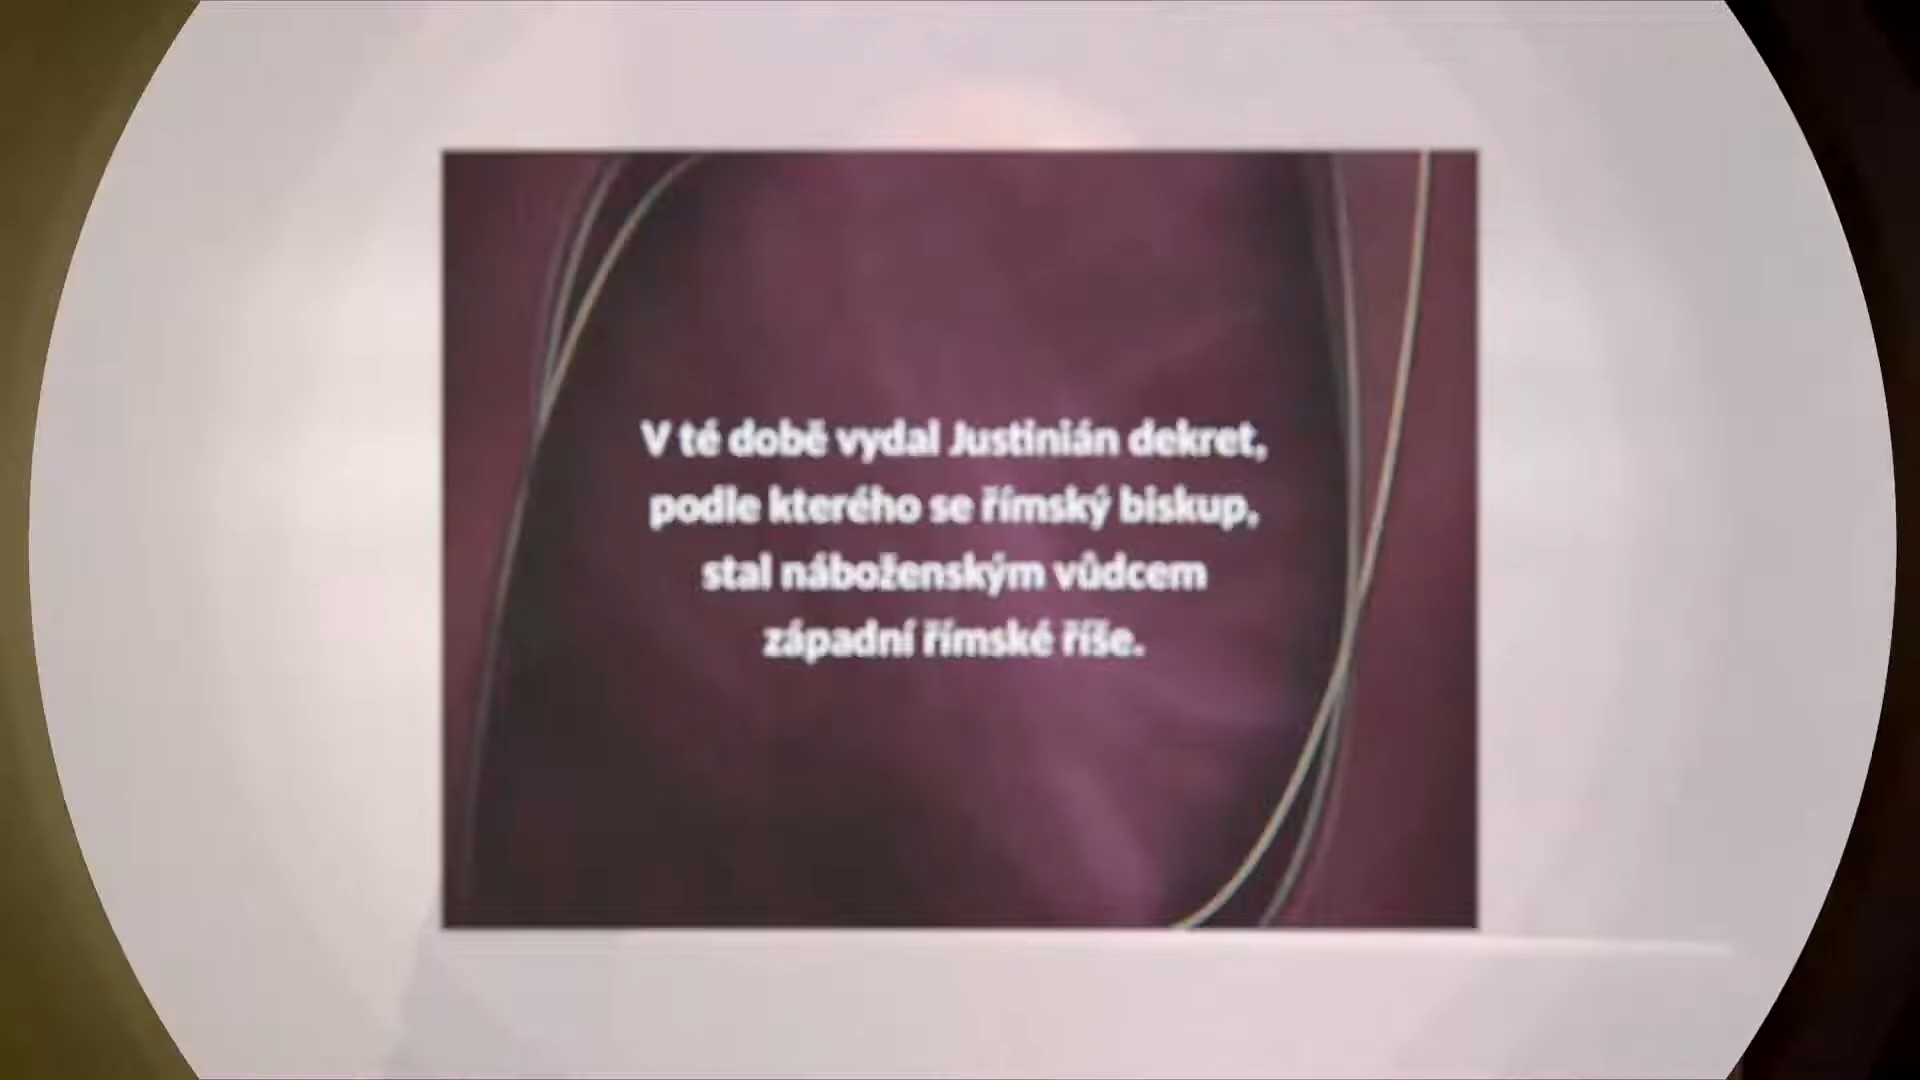 V té době vydal Justinián dekret,
podle kterého se římský biskup,
stal náboženským vůdcem
západní římské říše.